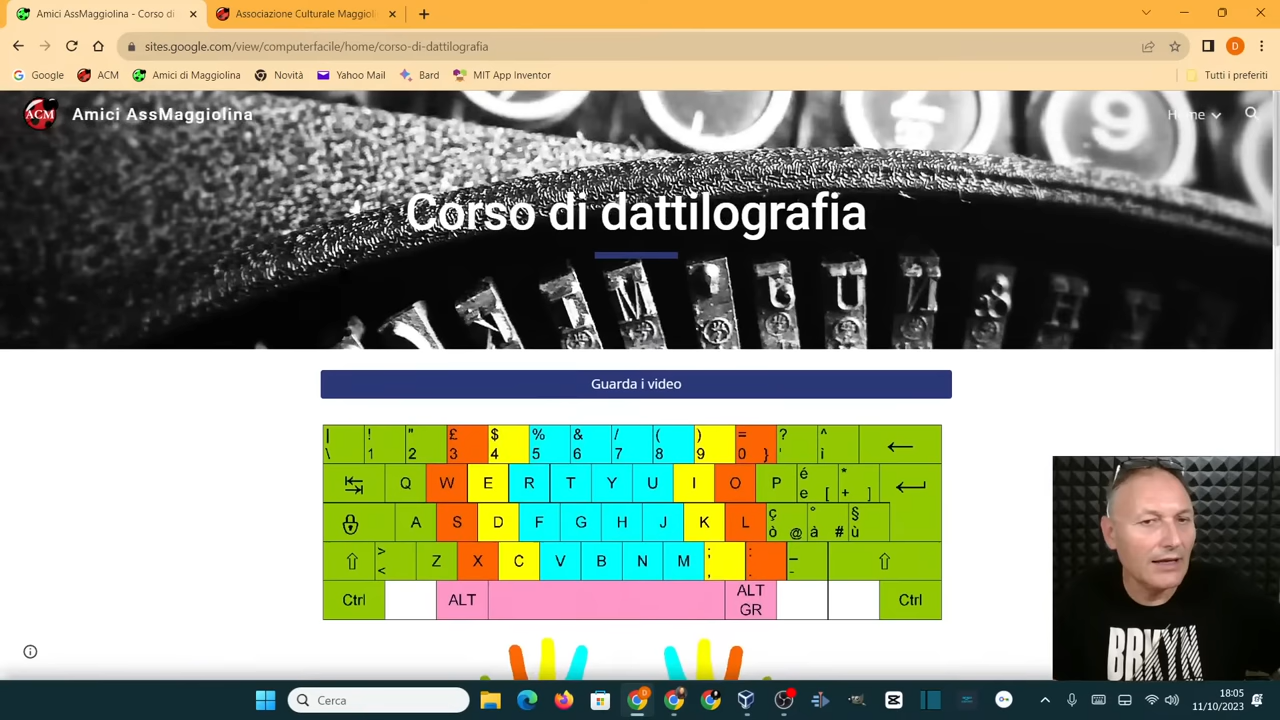 Amici AssMaggiolina - Corso di
Associazione Culturale Maggioli
sites.google.com/view/computerfacile/home/corso-di-dattilografia
D
Google
ACM
Amici di Maggiolina
Novità
Yahoo Mail
Bard
MIT App Inventor
Tutti i preferiti
ACM
Amici AssMaggiolina
Home
Corso di dattilografia
Guarda i video
| ! " £ $ % & / ( ) = ? ^
\ 1 2 3 4 5 6 7 8 9 0 } ' ì
Q W E R T Y U I O P é *
e [ + ]
A S D F G H J K L ç ° §
ò @ à # ù
> Z X C V B N M ; : _
< , . -
Ctrl ALT ALT GR Ctrl
BRKYN
Cerca
18:05
11/10/2023